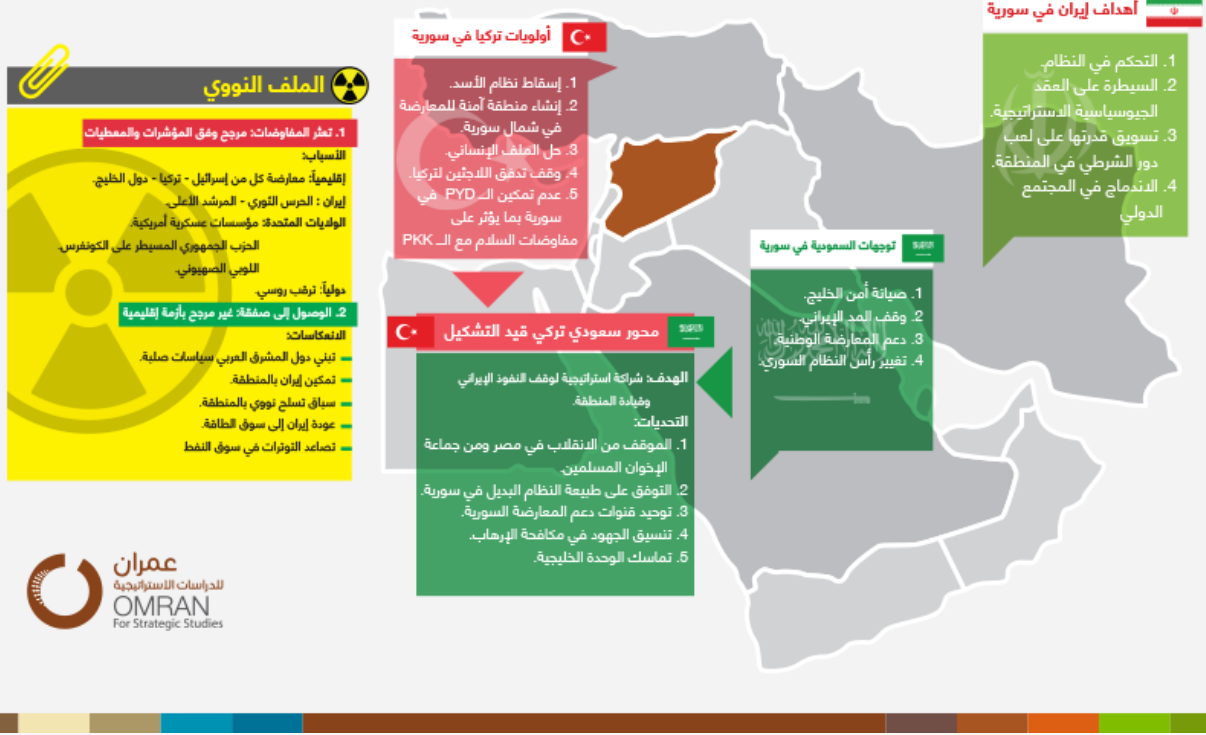 أهداف إيران في سورية
1. التحكم في النظام.
2. السيطرة على العقد
الجيوسياسية الاستراتيجية.
3. تسويق قدرتها على لعب
دور الشرطي في المنطقة.
4. الاندماج في المجتمع
الدولي
أولويات تركيا في سورية
1. إسقاط نظام الأسد.
2. إنشاء منطقة آمنة للمعارضة
في شمال سورية.
3. حل الملف الإنساني.
4. وقف تدفق اللاجئين لتركيا.
5. عدم تمكين الــ PYD في
سورية بما يؤثر على
مفاوضات السلام مع الــ PKK
الملف النووي
1. تعثر المفاوضات: مرجح وفق المؤشرات والمعطيات
الأسباب:
إقليمياً: معارضة كل من إسرائيل - تركيا - دول الخليج.
إيران : الحرس الثوري - المرشد الأعلى.
الولايات المتحدة: مؤسسات عسكرية أمريكية.
الحزب الجمهوري المسيطر على الكونغرس.
اللوبي الصهيوني.
دولياً: ترقب روسي.
2. الوصول إلى صفقة: غير مرجح بأزمة إقليمية
الانعكاسات:
تبني دول المشرق العربي سياسات صلبة.
تمكين إيران بالمنطقة.
سباق تسلح نووي بالمنطقة.
عودة إيران إلى سوق الطاقة.
تصاعد التوترات في سوق النفط
توجهات السعودية في سورية
1. صيانة أمن الخليج.
2. وقف المد الإيراني.
3. دعم المعارضة الوطنية.
4. تغيير رأس النظام السوري.
محور سعودي تركي قيد التشكيل
الهدف: شراكة استراتيجية لوقف النفوذ الإيراني
وقيادة المنطقة.
التحديات:
1. الموقف من الانقلاب في مصر ومن جماعة
الإخوان المسلمين.
2. التوفق على طبيعة النظام البديل في سورية.
3. توحيد قنوات دعم المعارضة السورية.
4. تنسيق الجهود في مكافحة الإرهاب.
5. تماسك الوحدة الخليجية.
عمران
للدراسات الاستراتيجية
OMRAN
For Strategic Studies